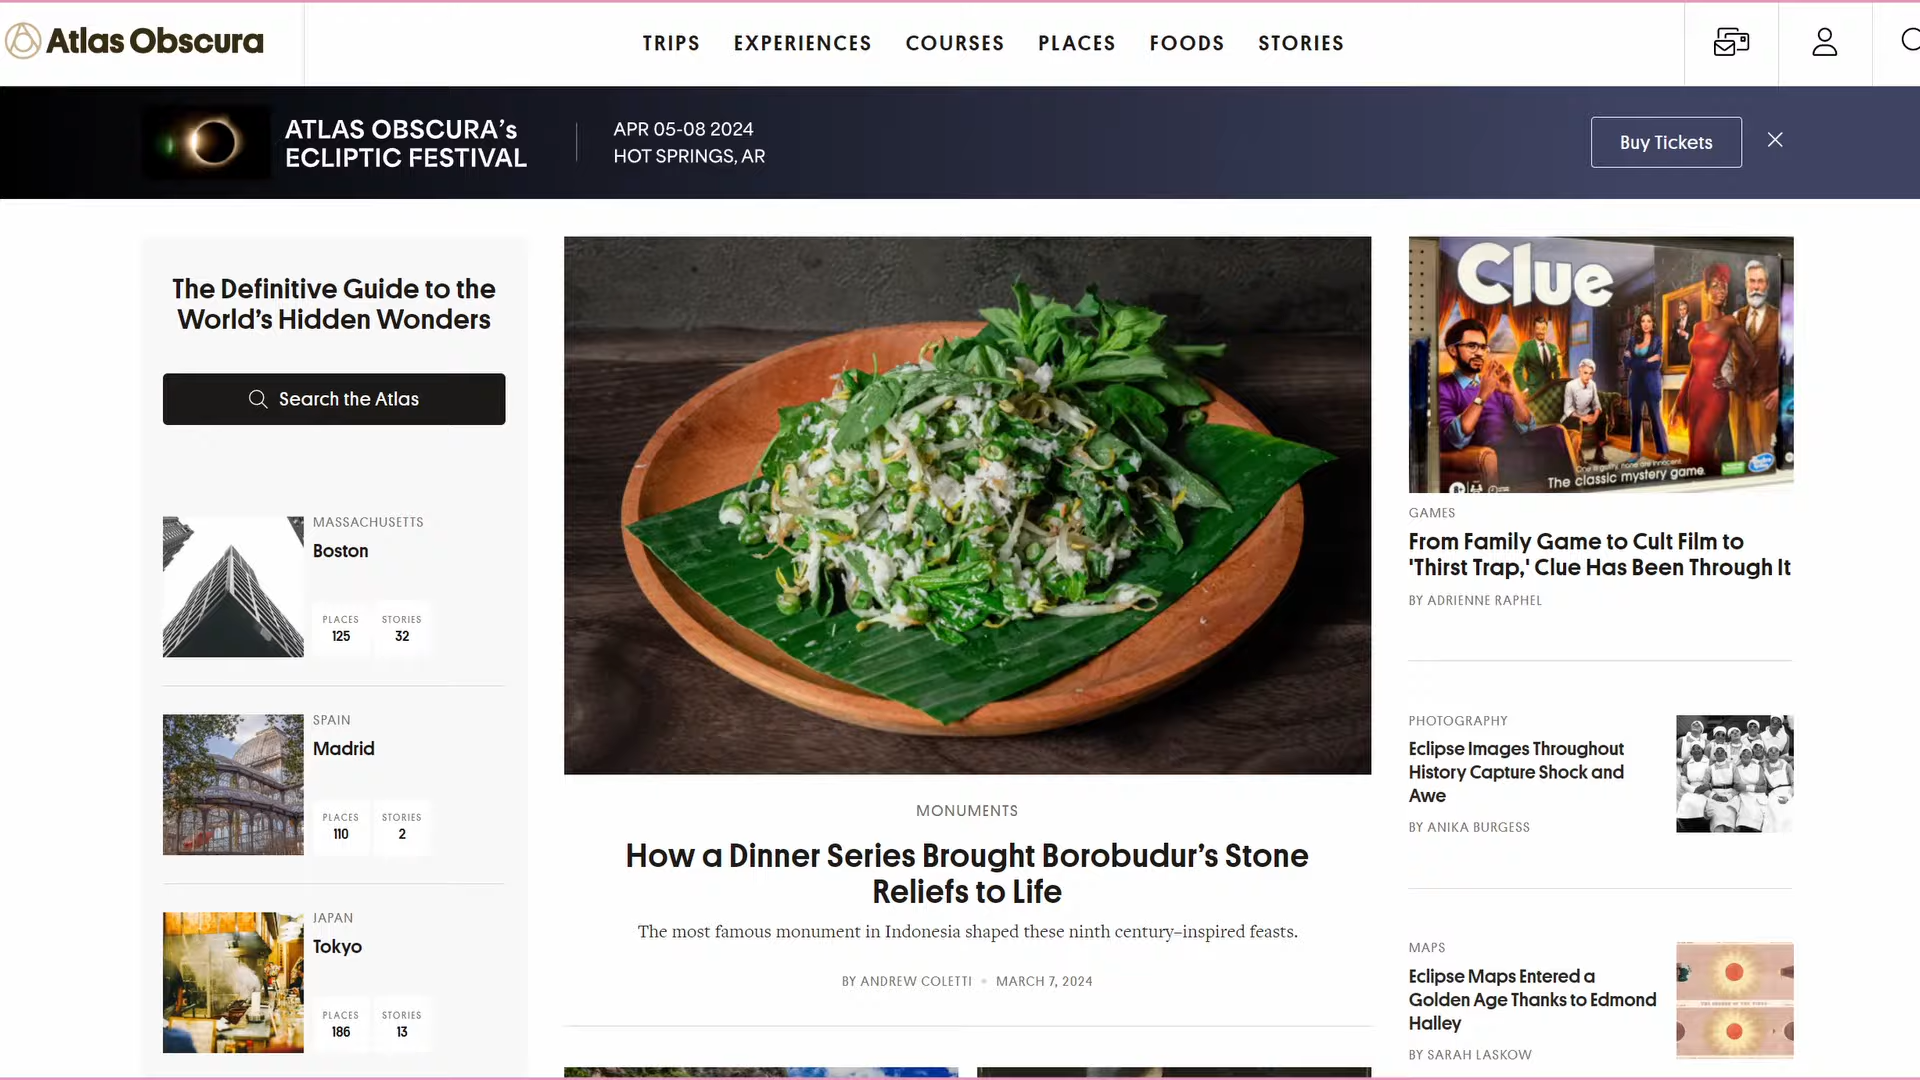 Atlas Obscura
TRIPS EXPERIENCES COURSES PLACES FOODS STORIES
ATLAS OBSCURA's
ECLIPTIC FESTIVAL
APR 05-08 2024
HOT SPRINGS, AR
Buy Tickets
The Definitive Guide to the
World's Hidden Wonders
Search the Atlas
MASSACHUSETTS
Boston
PLACES STORIES
125 32
SPAIN
Madrid
PLACES STORIES
110 2
JAPAN
Tokyo
PLACES STORIES
186 13
MONUMENTS
How a Dinner Series Brought Borobudur's Stone
Reliefs to Life
The most famous monument in Indonesia shaped these ninth century–inspired feasts.
BY ANDREW COLETTI • MARCH 7, 2024
Clue
One is guilty, none are innocent.
The classic mystery game.
GAMES
From Family Game to Cult Film to
'Thirst Trap,' Clue Has Been Through It
BY ADRIENNE RAPHEL
PHOTOGRAPHY
Eclipse Images Throughout
History Capture Shock and
Awe
BY ANIKA BURGESS
MAPS
Eclipse Maps Entered a
Golden Age Thanks to Edmond
Halley
BY SARAH LASKOW